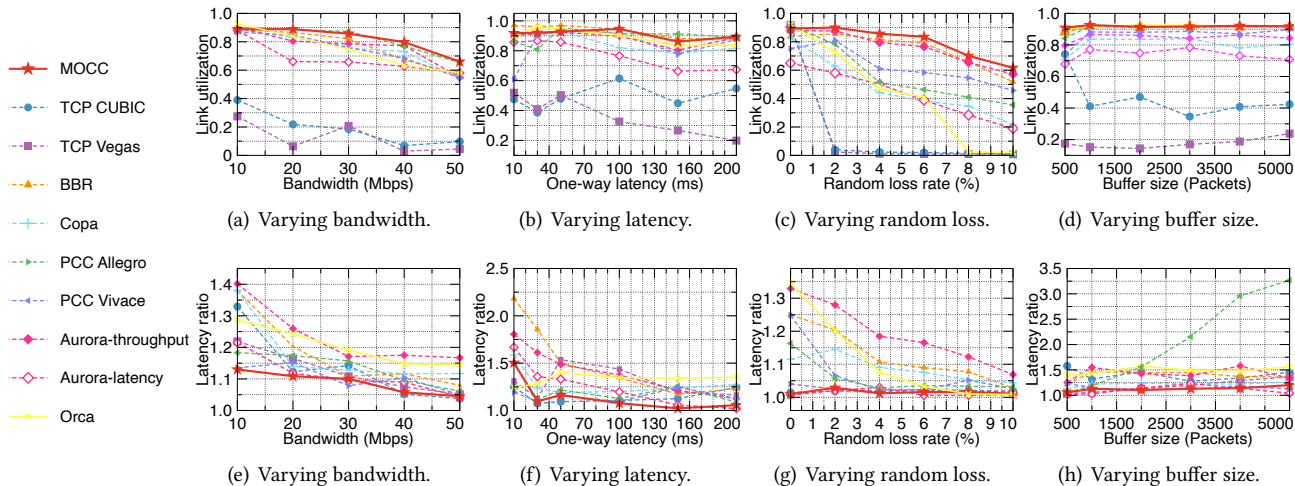 MOCC
TCP CUBIC
TCP Vegas
BBR
Copa
PCC Allegro
PCC Vivace
Aurora-throughput
Aurora-latency
Orca
Link utilization
1
0.8
0.6
0.4
0.2
0
10 20 30 40 50
Bandwidth (Mbps)
(a) Varying bandwidth.
Link utilization
1
0.8
0.6
0.4
0.2
10 40 70 100 130 160 200
One-way latency (ms)
(b) Varying latency.
Link utilization
1
0.8
0.6
0.4
0.2
0
0 1 2 3 4 5 6 7 8 9 10
Random loss rate (%)
(c) Varying random loss.
Link utilization
1
0.8
0.6
0.4
0.2
500 2000 3500 5000
Buffer size (Packets)
(d) Varying buffer size.
Latency ratio
1.4
1.3
1.2
1.1
1.0
10 20 30 40 50
Bandwidth (Mbps)
(e) Varying bandwidth.
Latency ratio
2.5
2.0
1.5
1.0
10 40 70 100 130 160 200
One-way latency (ms)
(f) Varying latency.
Latency ratio
1.3
1.2
1.1
1.0
0 1 2 3 4 5 6 7 8 9 10
Random loss rate (%)
(g) Varying random loss.
Latency ratio
3.5
3.0
2.5
2.0
1.5
1.0
500 2000 3500 5000
Buffer size (Packets)
(h) Varying buffer size.